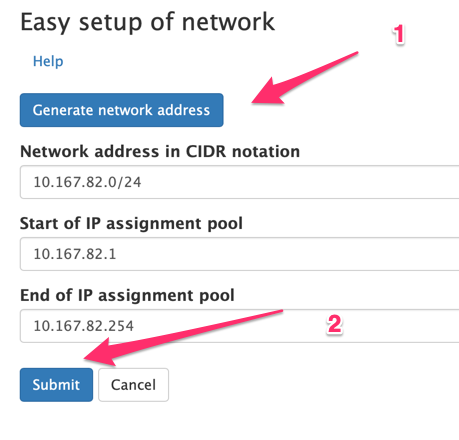 Easy setup of network
1
Help
Generate network address
Network address in CIDR notation
10.167.82.0/24
Start of IP assignment pool
10.167.82.1
End of IP assignment pool
10.167.82.254
2
Submit Cancel